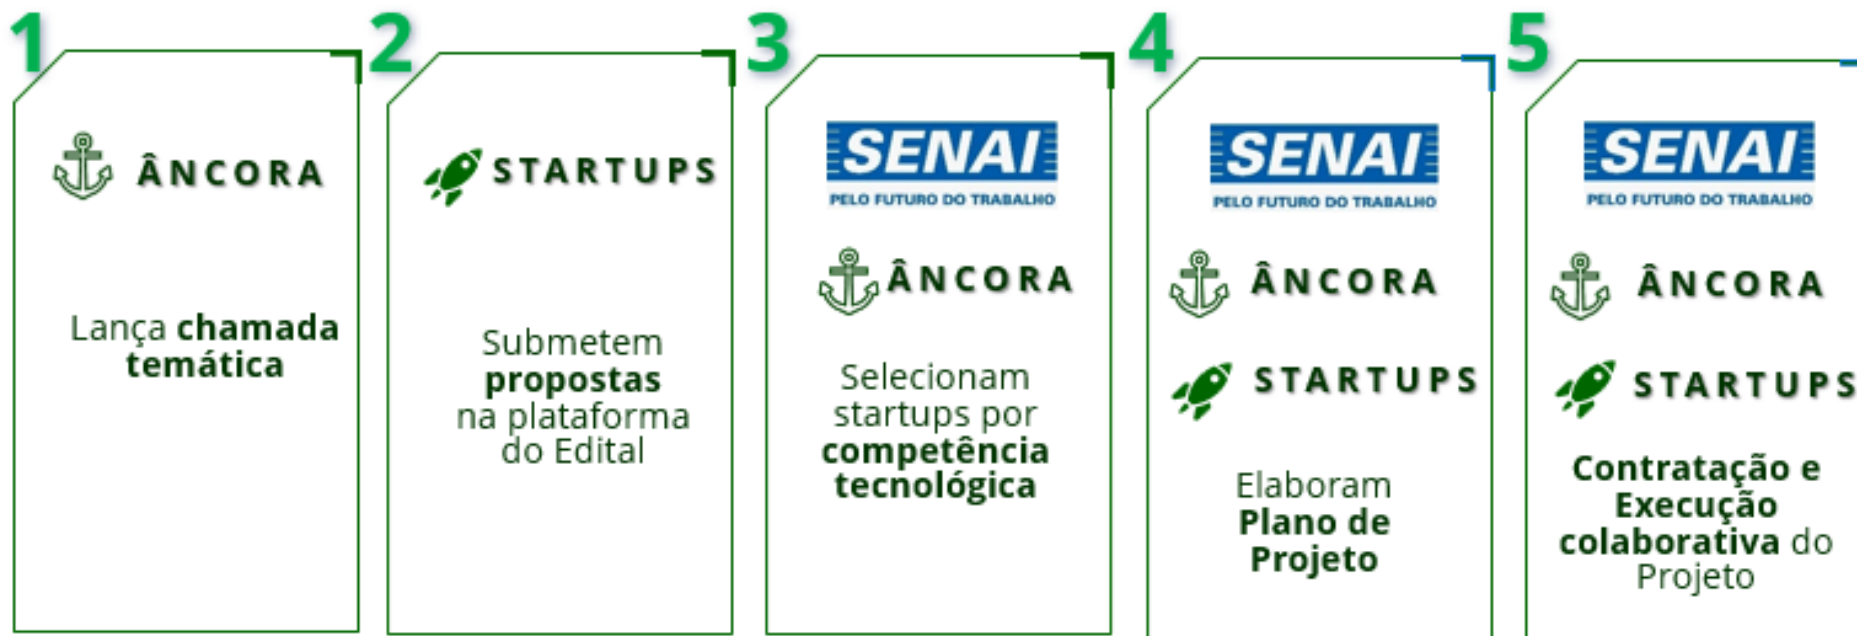 1
ÂNCORA
Lança chamada
temática
2
STARTUPS
Submetem
propostas
na plataforma
do Edital
3
SENAI
PELO FUTURO DO TRABALHO
ÂNCORA
Selecionam
startups por
competência
tecnológica
4
SENAI
PELO FUTURO DO TRABALHO
ÂNCORA
STARTUPS
Elaboram
Plano de
Projeto
5
SENAI
PELO FUTURO DO TRABALHO
ÂNCORA
STARTUPS
Contratação e
Execução
colaborativa do
Projeto